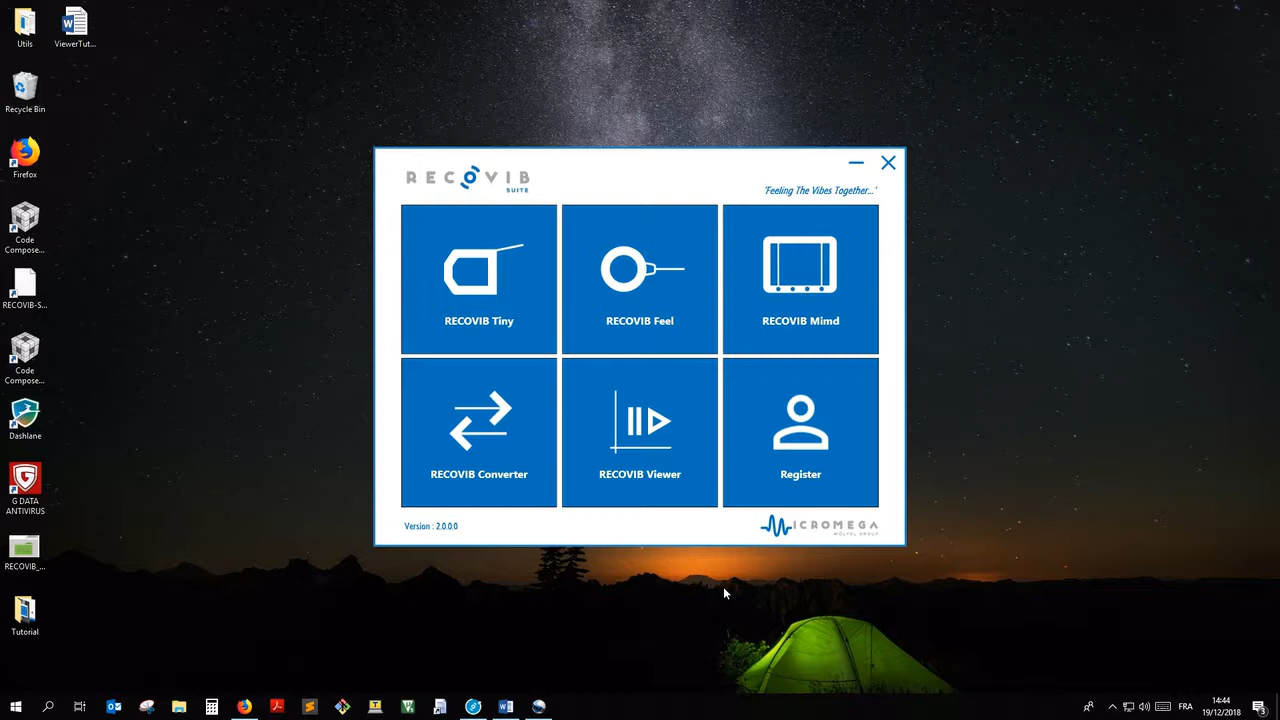 Utils
ViewerTut...
Recycle Bin
Firefox
Code
Compose...
RECOVIB-S...
Code
Compose...
Dashlane
G DATA
ANTIVIRUS
RECOVIB_...
Tutorial
RECOVIB
SUITE
'Feeling The Vibes Together...'
RECOVIB Tiny
RECOVIB Feel
RECOVIB Mimd
RECOVIB Converter
RECOVIB Viewer
Register
Version : 2.0.0.0
MICROMEGA
WÖLFEL GROUP
FRA
14:44
19/12/2018